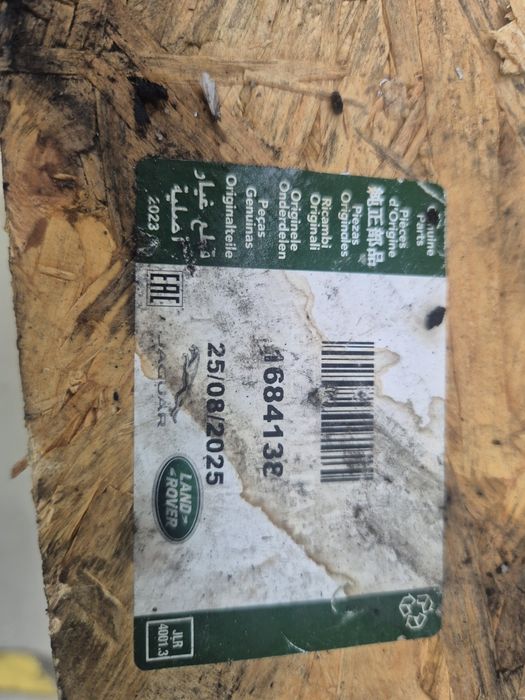 Genuine
Parts
Pièces
d'Origine
純正部品
Piezas
Originales
Ricambi
Originali
Originele
Onderdelen
Peças
Genuínas
Originalteile
قطع غيار
أصلية
2023
1684138
25/08/2025
EAC
JAGUAR
LAND
ROVER
JLR
4001.3